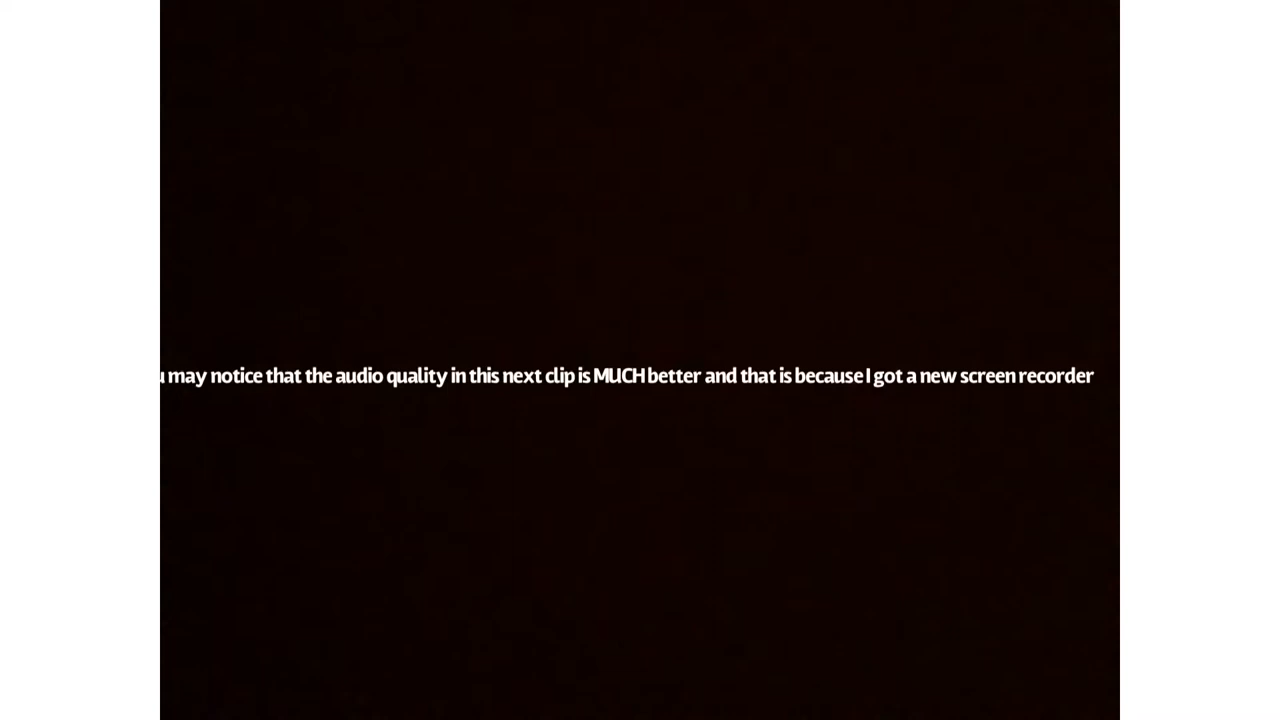 u may notice that the audio quality in this next clip is MUCH better and that is because I got a new screen recorder